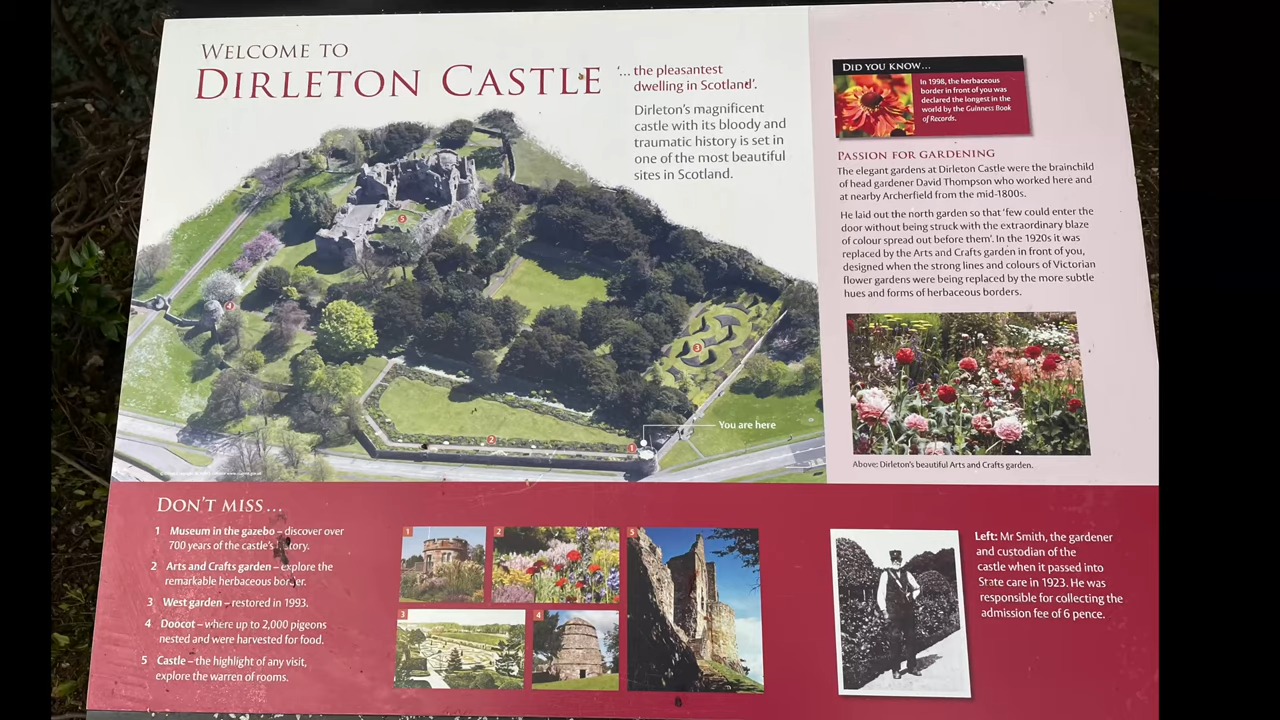 WELCOME TO
DIRLETON CASTLE
'... the pleasantest
dwelling in Scotland'.
Dirleton's magnificent
castle with its bloody and
traumatic history is set in
one of the most beautiful
sites in Scotland.
5
4
3
2
1
You are here
DID YOU KNOW...
In 1998, the herbaceous
border in front of you was
declared the longest in the
world by the Guinness Book
of Records.
PASSION FOR GARDENING
The elegant gardens at Dirleton Castle were the brainchild
of head gardener David Thompson who worked here and
at nearby Archerfield from the mid-1800s.
He laid out the north garden so that 'few could enter the
door without being struck with the extraordinary blaze
of colour spread out before them'. In the 1920s it was
replaced by the Arts and Crafts garden in front of you,
designed when the strong lines and colours of Victorian
flower gardens were being replaced by the more subtle
hues and forms of herbaceous borders.
Above: Dirleton's beautiful Arts and Crafts garden.
DON'T MISS...
1 Museum in the gazebo – discover over
700 years of the castle's
2 Arts and Crafts garden – explore the
remarkable herbaceous border.
3 West garden – restored in 1993.
4 Doocot – where up to 2,000 pigeons
nested and were harvested for food.
5 Castle – the highlight of any visit,
explore the warren of rooms.
1
2
5
3
4
Left: Mr Smith, the gardener
and custodian of the
castle when it passed into
State care in 1923. He was
responsible for collecting the
admission fee of 6 pence.